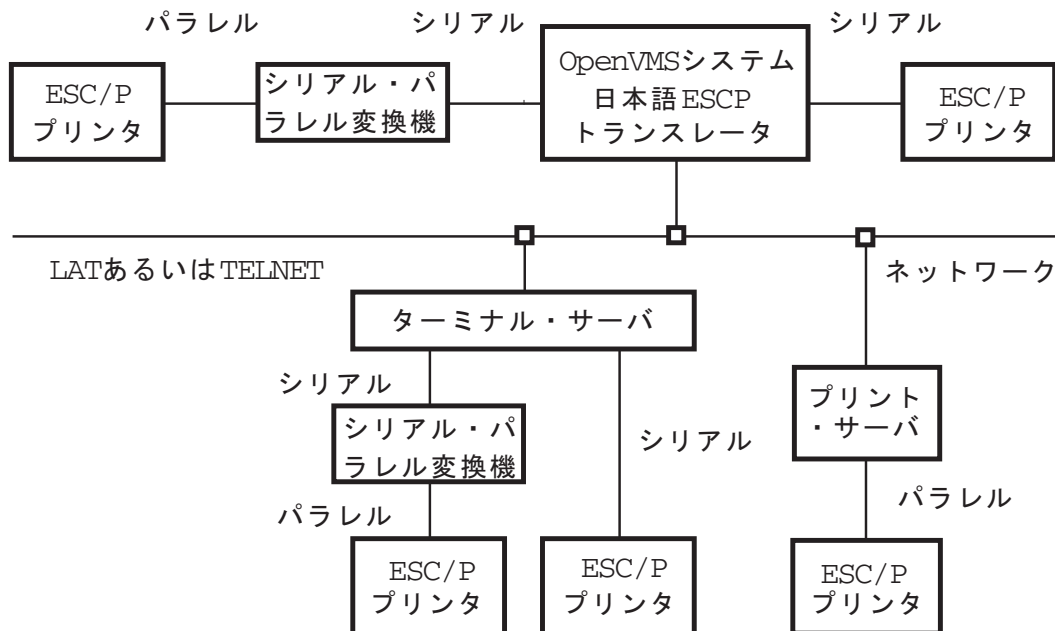 パラレル
シリアル
シリアル
ESC/P
プリンタ
シリアル・パ
ラレル変換機
OpenVMSシステム
日本語ESCP
トランスレータ
ESC/P
プリンタ
LATあるいはTELNET
ネットワーク
ターミナル・サーバ
シリアル
シリアル・パ
ラレル変換機
シリアル
プリント
・サーバ
パラレル
パラレル
ESC/P
プリンタ
ESC/P
プリンタ
ESC/P
プリンタ